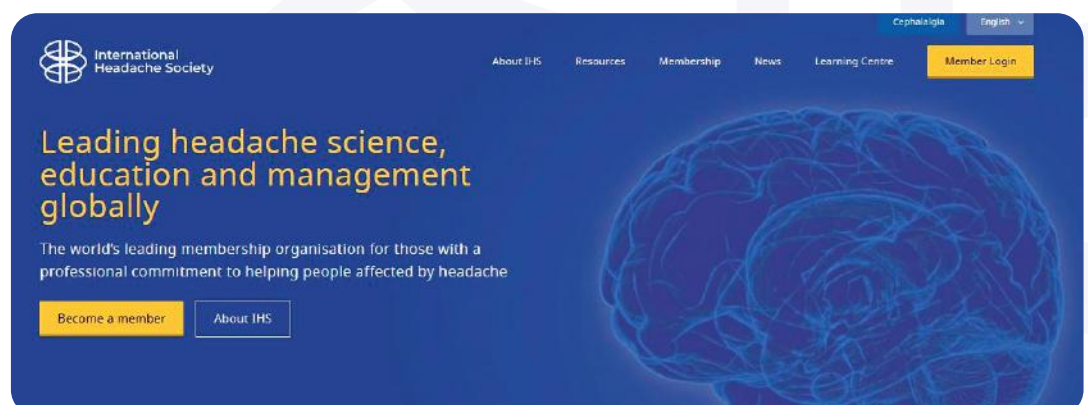 Cephalalgia English
International
Headache Society
About IHS Resources Membership News Learning Centre Member Login
Leading headache science,
education and management
globally
The world's leading membership organisation for those with a
professional commitment to helping people affected by headache
Become a member About IHS